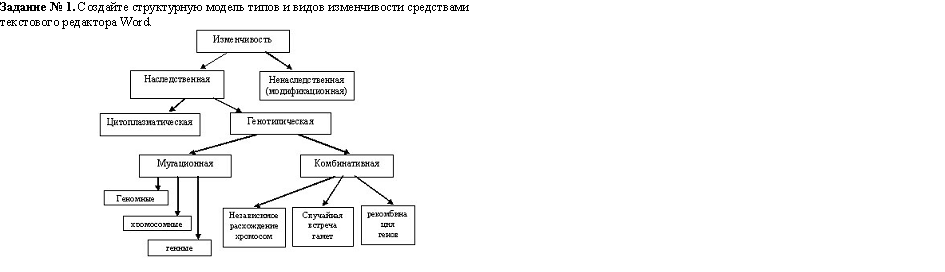 Задание № 1. Создайте структурную модель типов и видов изменчивости средствами
текстового редактора Word.
Изменчивость
Наследственная
Ненаследственная
(модификационная)
Цитоплазматическая
Генотипическая
Мутационная
Комбинативная
Геномные
хромосомные
генные
Независимое
расхождение
хромосом
Случайная
встреча
гамет
рекомбина
ция
генов